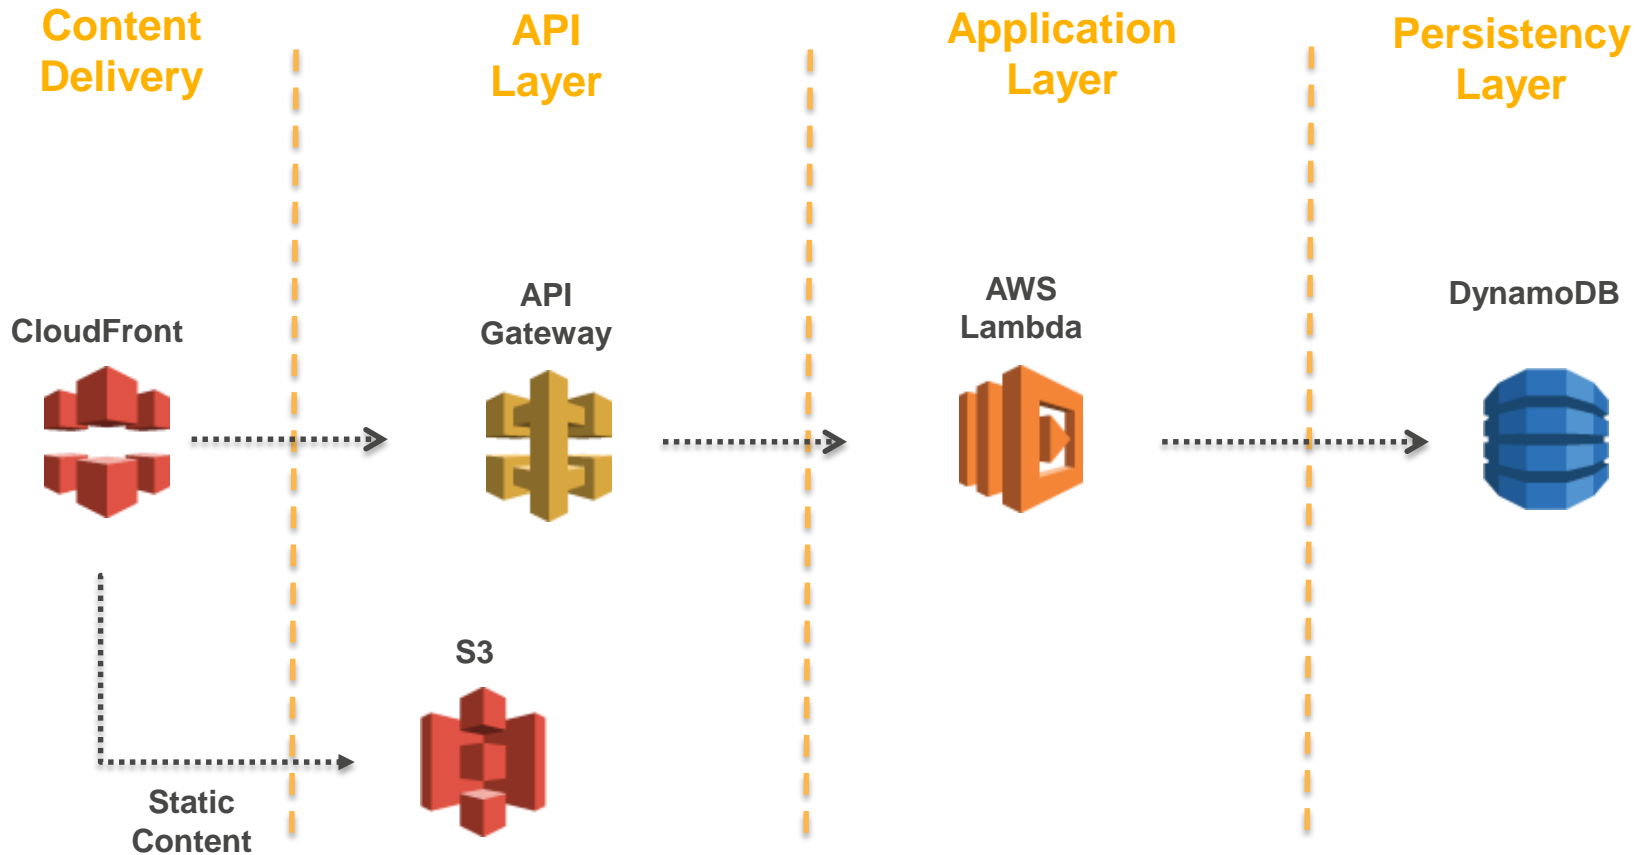 Content
Delivery
API
Layer
Application
Layer
Persistency
Layer
CloudFront
API
Gateway
AWS
Lambda
DynamoDB
S3
Static
Content